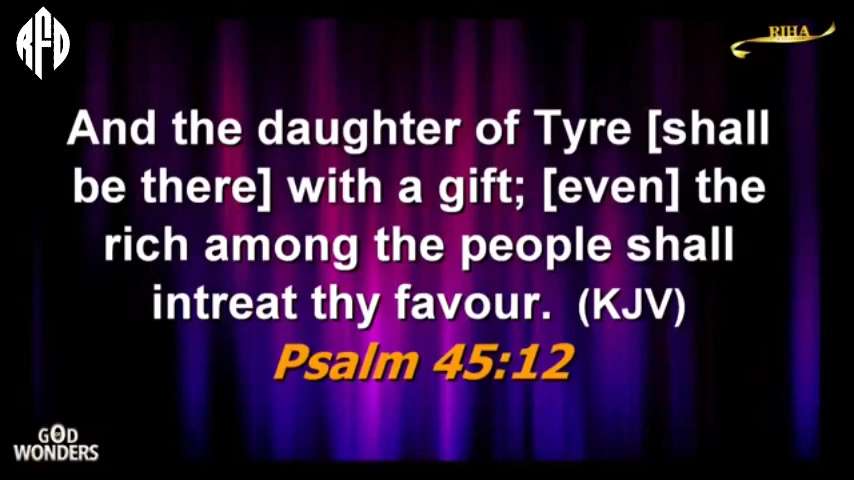 RFO
RIHA
And the daughter of Tyre [shall
be there] with a gift; [even] the
rich among the people shall
intreat thy favour. (KJV)
Psalm 45:12
GOD
WONDERS